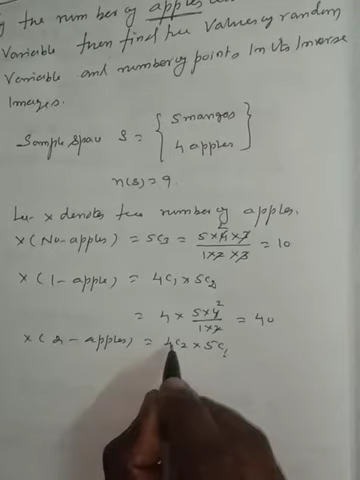 the number of apples
Variable then find the values of random
Variable and number of points in its Inverse
Images.
Sample Space S = { 5 mangos
4 apples }
n(s) = 9.
Let x denotes the number of apples.
x (No-apples) = 5C3 = 5×4×3 / 1×2×3 = 10
x (1-apple) = 4C1 × 5C2
= 4 × 5×4 / 1×2 = 40
x (2-apples) = 4C2 × 5C1